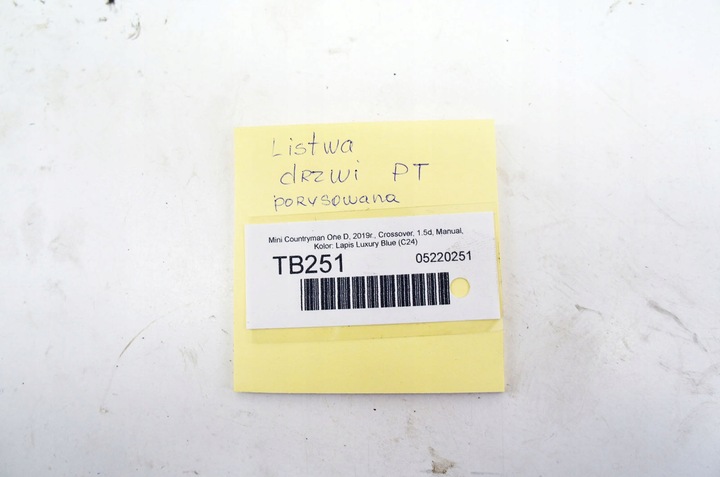 Listwa
drzwi PT
porysowana
Mini Countryman One D, 2019r., Crossover, 1.5d, Manual,
Kolor: Lapis Luxury Blue (C24)
TB251 05220251